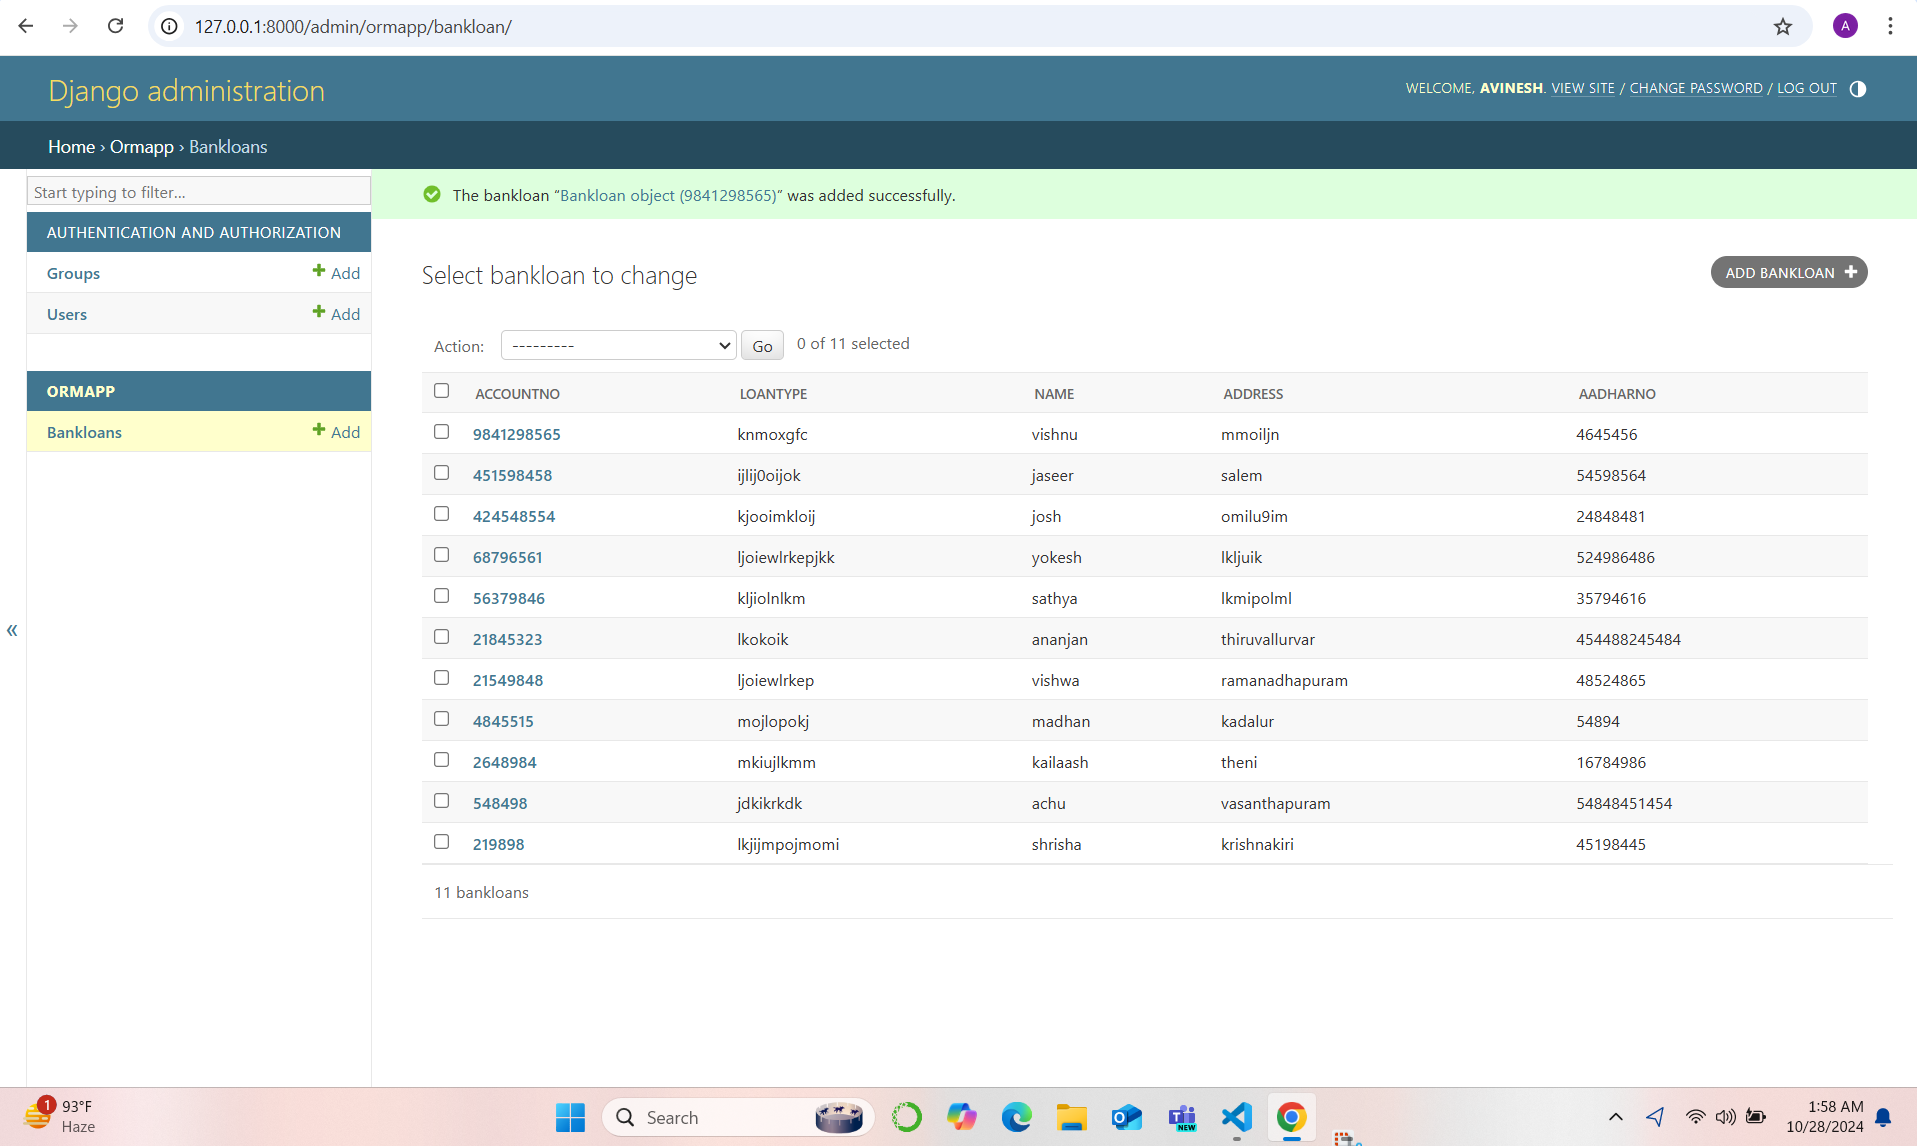 127.0.0.1:8000/admin/ormapp/bankloan/
A
Django administration
WELCOME, AVINESH. VIEW SITE / CHANGE PASSWORD / LOG OUT
Home › Ormapp › Bankloans
Start typing to filter...
AUTHENTICATION AND AUTHORIZATION
Groups + Add
Users + Add
ORMAPP
Bankloans + Add
«
The bankloan “Bankloan object (9841298565)” was added successfully.
Select bankloan to change
ADD BANKLOAN +
Action: --------- Go 0 of 11 selected
ACCOUNTNO LOANTYPE NAME ADDRESS AADHARNO
9841298565 knmoxgfc vishnu mmoiljn 4645456
451598458 ijlij0oijok jaseer salem 54598564
424548554 kjooimkloij josh omilu9im 24848481
68796561 ljoiewlrkepjkk yokesh lkljuik 524986486
56379846 kljiolnlkm sathya lkmipolml 35794616
21845323 lkokoik ananjan thiruvallurvar 454488245484
21549848 ljoiewlrkep vishwa ramanadhapuram 48524865
4845515 mojlopokj madhan kadalur 54894
2648984 mkiujlkmm kailaash theni 16784986
548498 jdkikrkdk achu vasanthapuram 54848451454
219898 lkjijmpojmomi shrisha krishnakiri 45198445
11 bankloans
1
93°F
Haze
Search
NEW
1:58 AM
10/28/2024